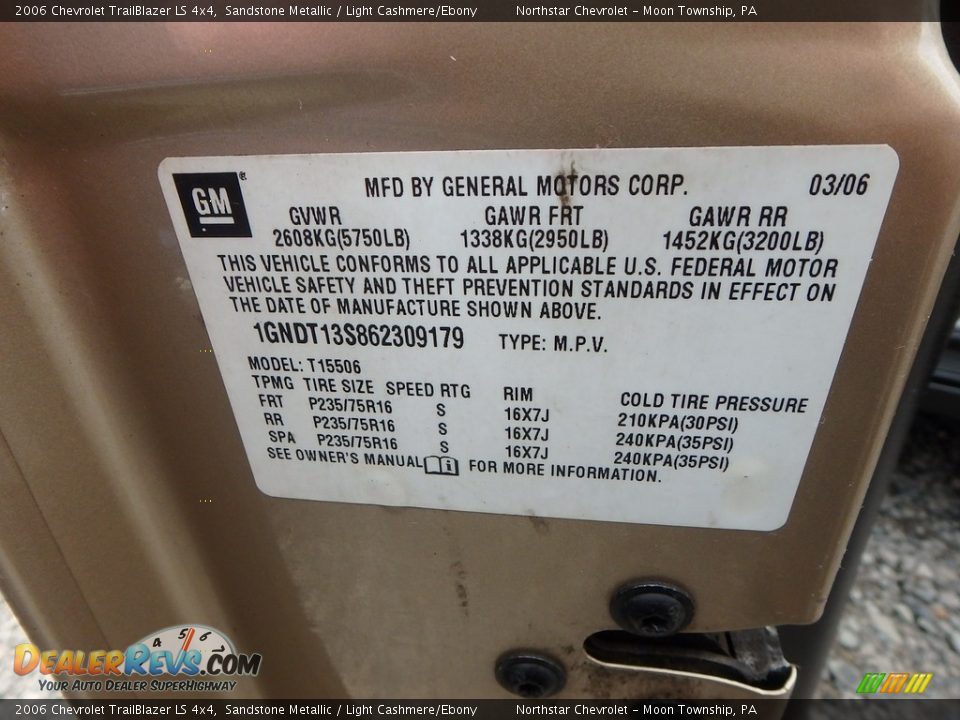 2006 Chevrolet TrailBlazer LS 4x4, Sandstone Metallic / Light Cashmere/Ebony Northstar Chevrolet - Moon Township, PA
GM®
MFD BY GENERAL MOTORS CORP. 03/06
GVWR GAWR FRT GAWR RR
2608KG(5750LB) 1338KG(2950LB) 1452KG(3200LB)
THIS VEHICLE CONFORMS TO ALL APPLICABLE U.S. FEDERAL MOTOR
VEHICLE SAFETY AND THEFT PREVENTION STANDARDS IN EFFECT ON
THE DATE OF MANUFACTURE SHOWN ABOVE.
1GNDT13S862309179 TYPE: M.P.V.
MODEL: T15506
TPMG TIRE SIZE SPEED RTG RIM COLD TIRE PRESSURE
FRT P235/75R16 S 16X7J 210KPA(30PSI)
RR P235/75R16 S 16X7J 240KPA(35PSI)
SPA P235/75R16 S 16X7J 240KPA(35PSI)
SEE OWNER'S MANUAL i FOR MORE INFORMATION.
4 5 6
DEALERREVS.COM
YOUR AUTO DEALER SUPERHIGHWAY
2006 Chevrolet TrailBlazer LS 4x4, Sandstone Metallic / Light Cashmere/Ebony Northstar Chevrolet - Moon Township, PA